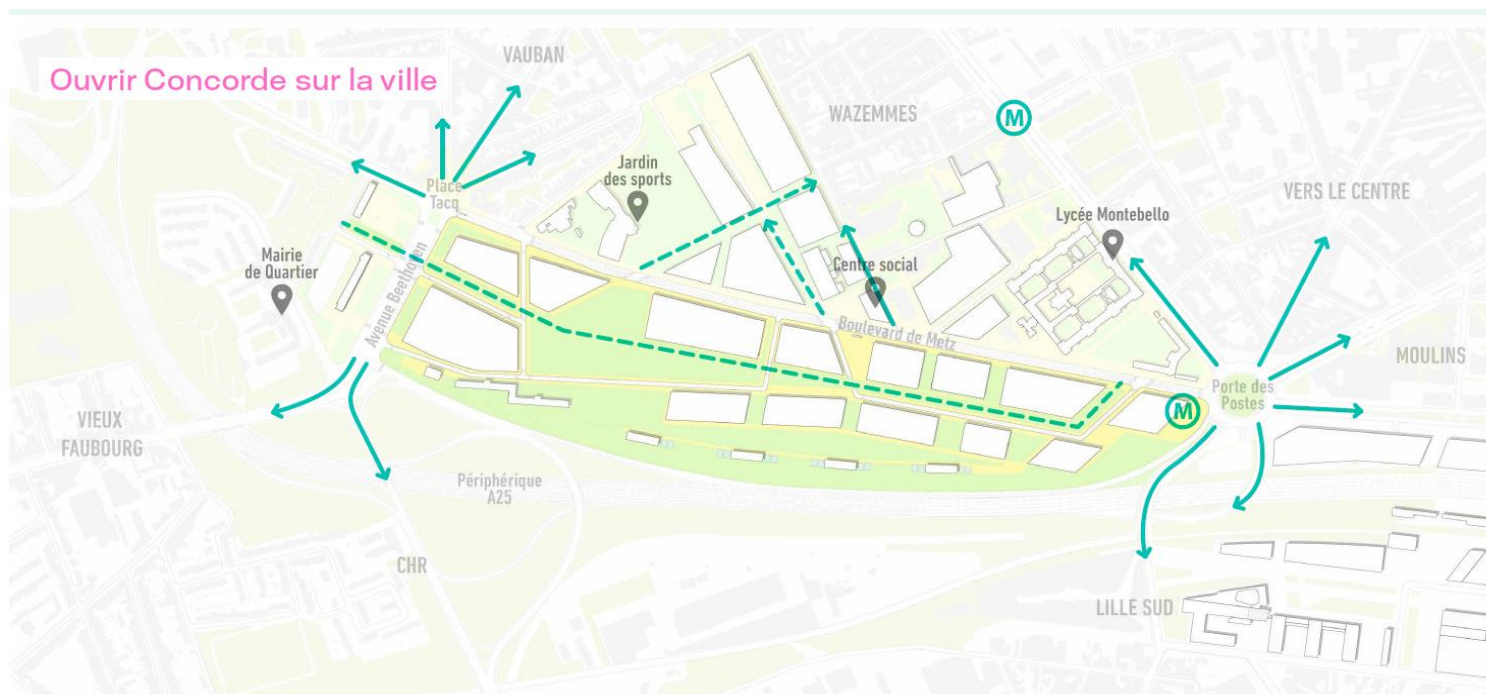 Ouvrir Concorde sur la ville
VAUBAN
WAZEMMES
M
Jardin
des sports
Place
Tacq
VERS LE CENTRE
Lycée Montebello
Mairie
de Quartier
Avenue Beethoven
Centre social
Boulevard de Metz
MOULINS
Porte des
Postes
M
VIEUX
FAUBOURG
Périphérique
A25
CHR
LILLE SUD